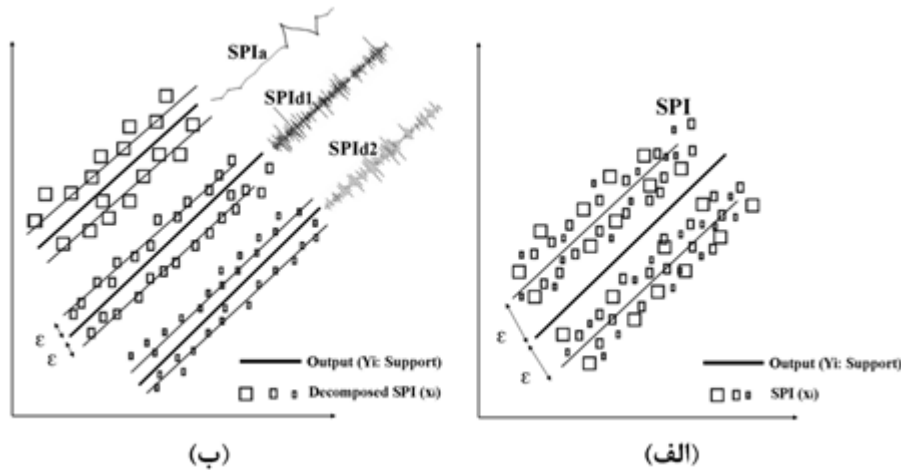 SPIa
SPId1
SPId2
ε
ε
Output (Yi: Support)
Decomposed SPI (xi)
(ب)
SPI
ε
ε
Output (Yi: Support)
SPI (xi)
(الف)